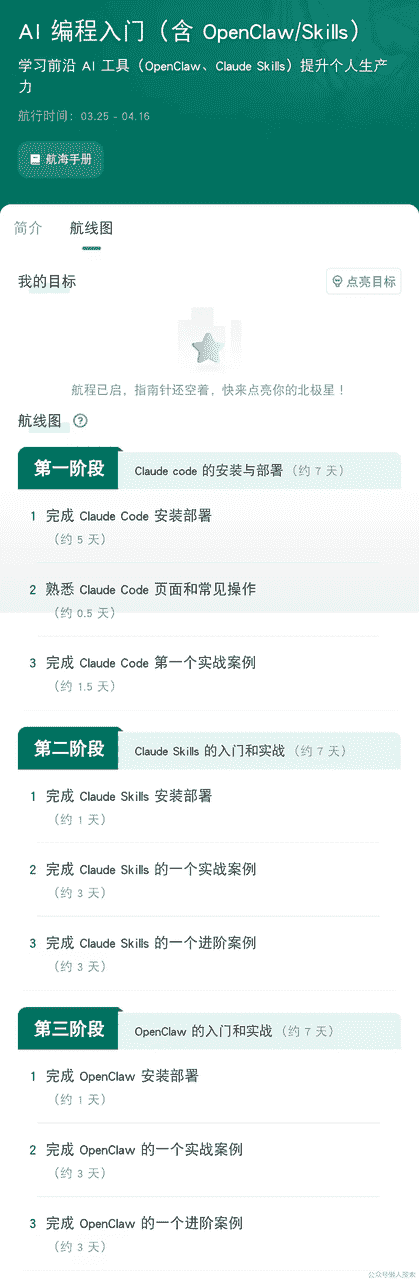 AI 编程入门（含 OpenClaw/Skills）
学习前沿 AI 工具（OpenClaw、Claude Skills）提升个人生产
力
航行时间：03.25 - 04.16
航海手册
简介 航线图
我的目标 点亮目标
航程已启，指南针还空着，快来点亮你的北极星！
航线图 ?
第一阶段 Claude code 的安装与部署（约 7 天）
1 完成 Claude Code 安装部署
（约 5 天）
2 熟悉 Claude Code 页面和常见操作
（约 0.5 天）
3 完成 Claude Code 第一个实战案例
（约 1.5 天）
第二阶段 Claude Skills 的入门和实战（约 7 天）
1 完成 Claude Skills 安装部署
（约 1 天）
2 完成 Claude Skills 的一个实战案例
（约 3 天）
3 完成 Claude Skills 的一个进阶案例
（约 3 天）
第三阶段 OpenClaw 的入门和实战（约 7 天）
1 完成 OpenClaw 安装部署
（约 1 天）
2 完成 OpenClaw 的一个实战案例
（约 3 天）
3 完成 OpenClaw 的一个进阶案例
（约 3 天）